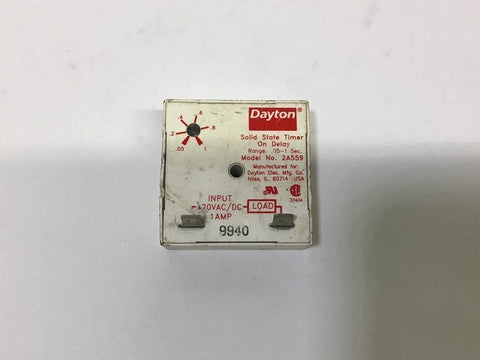 Dayton®
Solid State Timer
On Delay
Range: .05-1 Sec.
Model No. 2A559
Manufactured for:
Dayton Elec. Mfg. Co.
Niles, IL. 60714 USA
.05 .2 .4 .6 .8 1
33434
INPUT
120VAC/DC LOAD
1AMP
9940